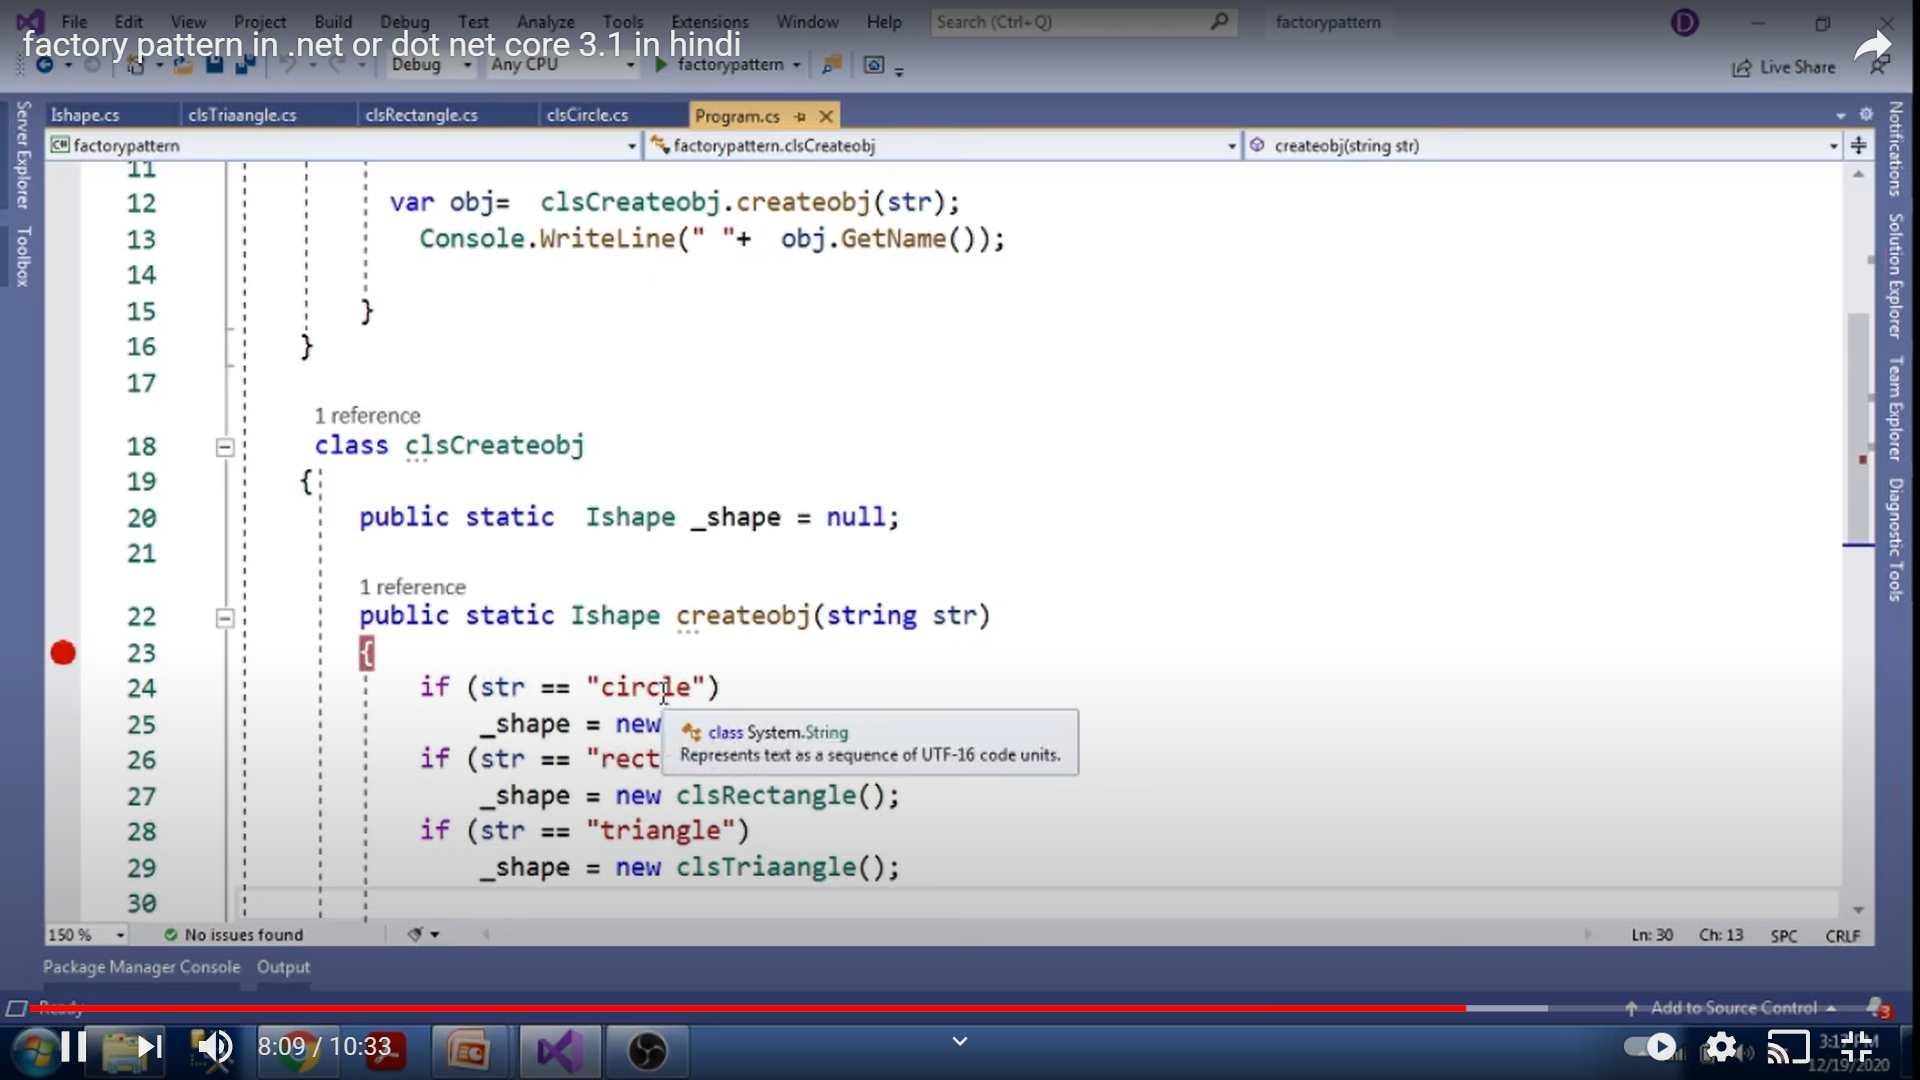 File Edit View Project Build Debug Test Analyze Tools Extensions Window Help Search (Ctrl+Q) factorypattern D
factory pattern in .net or dot net core 3.1 in hindi
Debug Any CPU factorypattern Live Share
Server Explorer
Toolbox
Ishape.cs clsTriaangle.cs clsRectangle.cs clsCircle.cs Program.cs
C# factorypattern factorypattern.clsCreateobj createobj(string str)
11
12 var obj= clsCreateobj.createobj(str);
13 Console.WriteLine(" "+ obj.GetName());
14
15 }
16 }
17
1 reference
18 class clsCreateobj
19 {
20 public static Ishape _shape = null;
21
1 reference
22 public static Ishape createobj(string str)
23 {
24 if (str == "circle")
25 _shape = new
class System.String
Represents text as a sequence of UTF-16 code units.
26 if (str == "rect
27 _shape = new clsRectangle();
28 if (str == "triangle")
29 _shape = new clsTriaangle();
30
Notifications
Solution Explorer
Team Explorer
Diagnostic Tools
150 % No issues found Ln: 30 Ch: 13 SPC CRLF
Package Manager Console Output
Ready Add to Source Control 3
8:09 / 10:33
12/19/2020